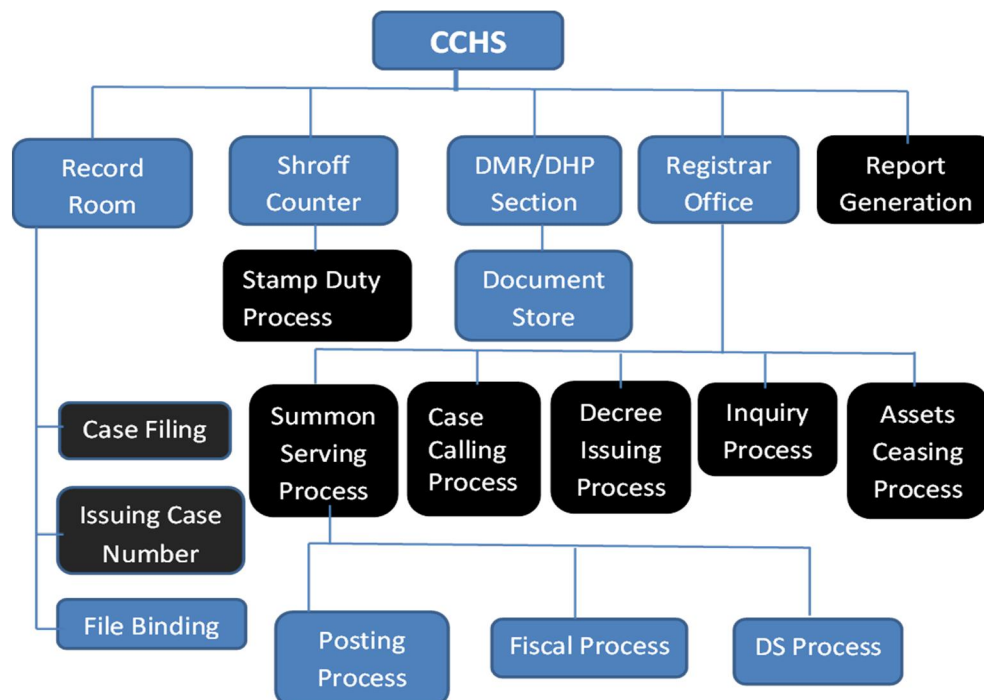 CCHS
Record
Room
Shroff
Counter
DMR/DHP
Section
Registrar
Office
Report
Generation
Stamp Duty
Process
Document
Store
Case Filing
Issuing Case
Number
File Binding
Summon
Serving
Process
Case
Calling
Process
Decree
Issuing
Process
Inquiry
Process
Assets
Ceasing
Process
Posting
Process
Fiscal Process
DS Process